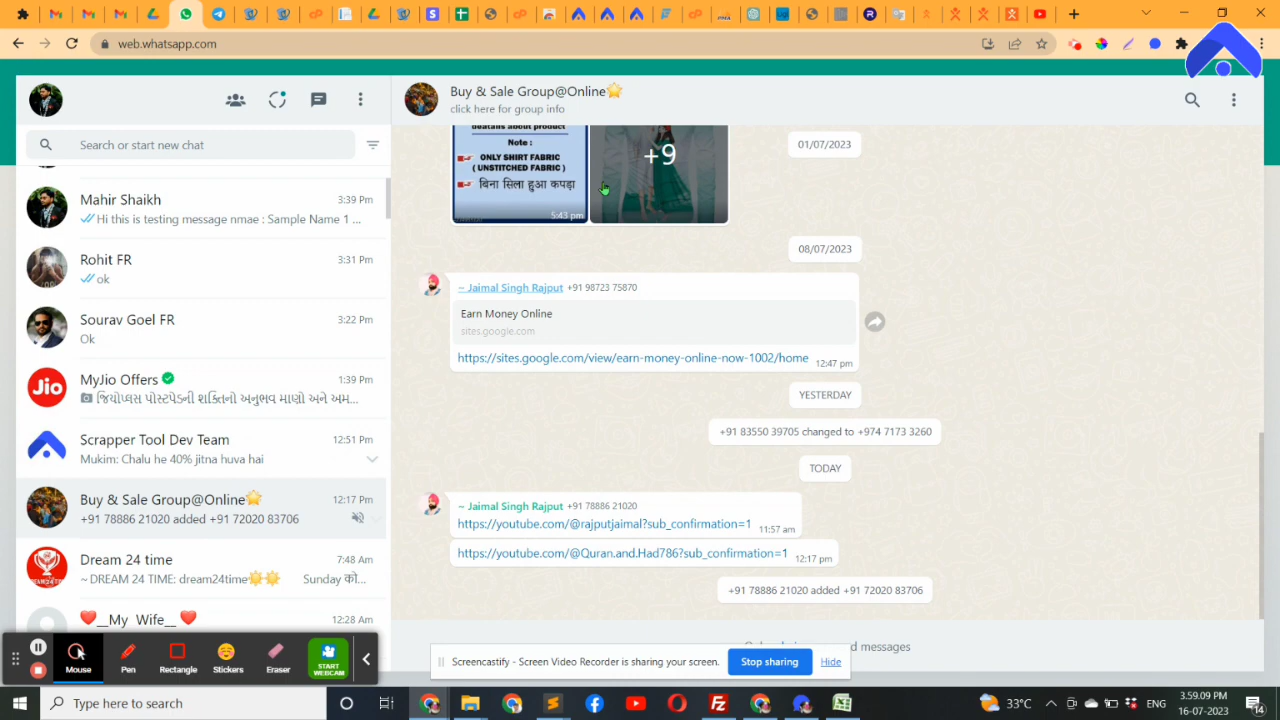 web.whatsapp.com
Buy & Sale Group@Online🌟
click here for group info
Search or start new chat
Mahir Shaikh
3:39 Pm
Hi this is testing message nmae : Sample Name 1 ...
Rohit FR
3:31 Pm
ok
Sourav Goel FR
3:22 Pm
Ok
MyJio Offers
1:39 Pm
Jio
જિયોપ્લસ પોસ્ટપેડની શક્તિનો અનુભવ માણો અને અમ...
Scrapper Tool Dev Team
12:51 Pm
Mukim: Chalu he 40% jitna huva hai
Buy & Sale Group@Online🌟
12:17 Pm
+91 78886 21020 added +91 72020 83706
Dream 24 time
7:48 Am
~ DREAM 24 TIME: dream24time🌟🌟 Sunday को...
❤️__My_Wife__ ❤️
12:28 Am
deatails about product
Note :
ONLY SHIRT FABRIC
( UNSTITCHED FABRIC )
बिना सिला हुआ कपड़ा
5:43 pm
+9
01/07/2023
08/07/2023
~ Jaimal Singh Rajput +91 98723 75870
Earn Money Online
sites.google.com
https://sites.google.com/view/earn-money-online-now-1002/home
12:47 pm
YESTERDAY
+91 83550 39705 changed to +974 7173 3260
TODAY
~ Jaimal Singh Rajput +91 78886 21020
https://youtube.com/@rajputjaimal?sub_confirmation=1
11:57 am
https://youtube.com/@Quran.and.Had786?sub_confirmation=1
12:17 pm
+91 78886 21020 added +91 72020 83706
messages
Screencastify - Screen Video Recorder is sharing your screen.
Stop sharing
Hide
Mouse
Pen
Rectangle
Stickers
Eraser
START
WEBCAM
Type here to search
33°C
3.59.09 PM
16-07-2023
14